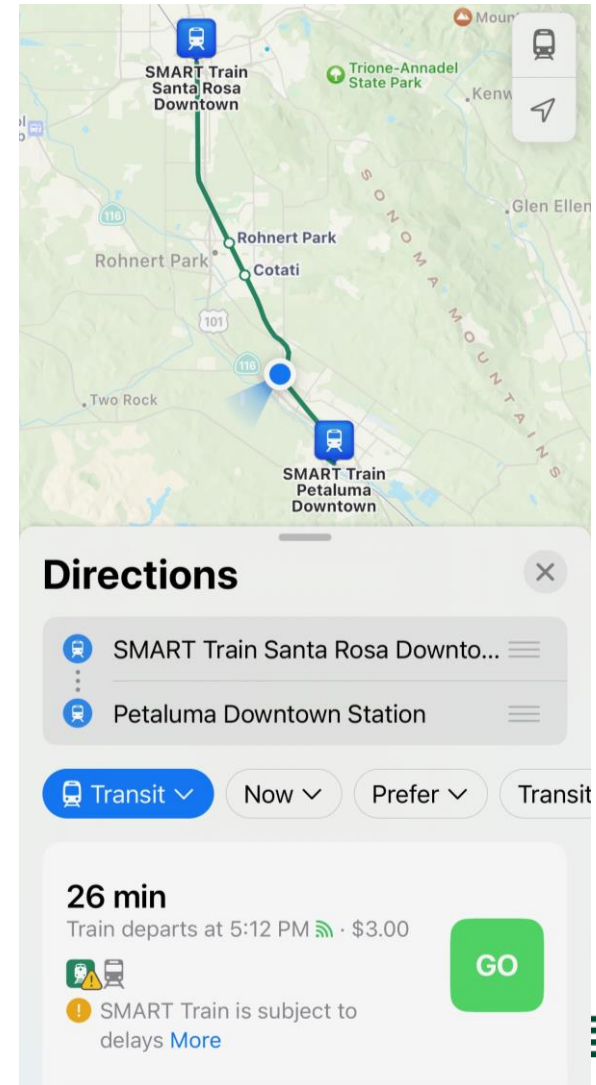 Moun
SMART Train
Santa Rosa
Downtown
Trione-Annadel
State Park
Kenw
Glen Ellen
116
Rohnert Park
Rohnert Park
Cotati
SONOMA MOUNTAINS
101
116
Two Rock
SMART Train
Petaluma
Downtown
Directions
SMART Train Santa Rosa Downto...
Petaluma Downtown Station
Transit
Now
Prefer
Transit
26 min
Train departs at 5:12 PM · $3.00
GO
! SMART Train is subject to
delays More